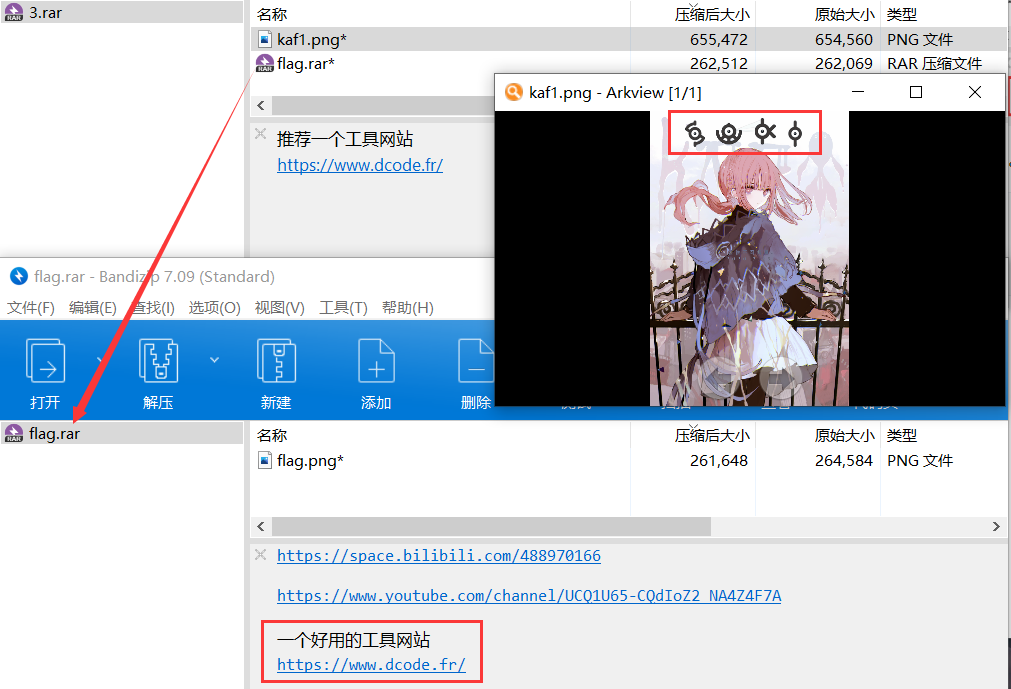 3.rar
名称 压缩后大小 原始大小 类型
kaf1.png* 655,472 654,560 PNG 文件
flag.rar* 262,512 262,069 RAR 压缩文件
kaf1.png - Arkview [1/1]
推荐一个工具网站
https://www.dcode.fr/
flag.rar - Bandizip 7.09 (Standard)
文件(F) 编辑(E) 查找(I) 选项(O) 视图(V) 工具(T) 帮助(H)
打开 解压 新建 添加 删除
flag.rar
名称 压缩后大小 原始大小 类型
flag.png* 261,648 264,584 PNG 文件
https://space.bilibili.com/488970166
https://www.youtube.com/channel/UCQ1U65-CQdIoZ2_NA4Z4F7A
一个好用的工具网站
https://www.dcode.fr/